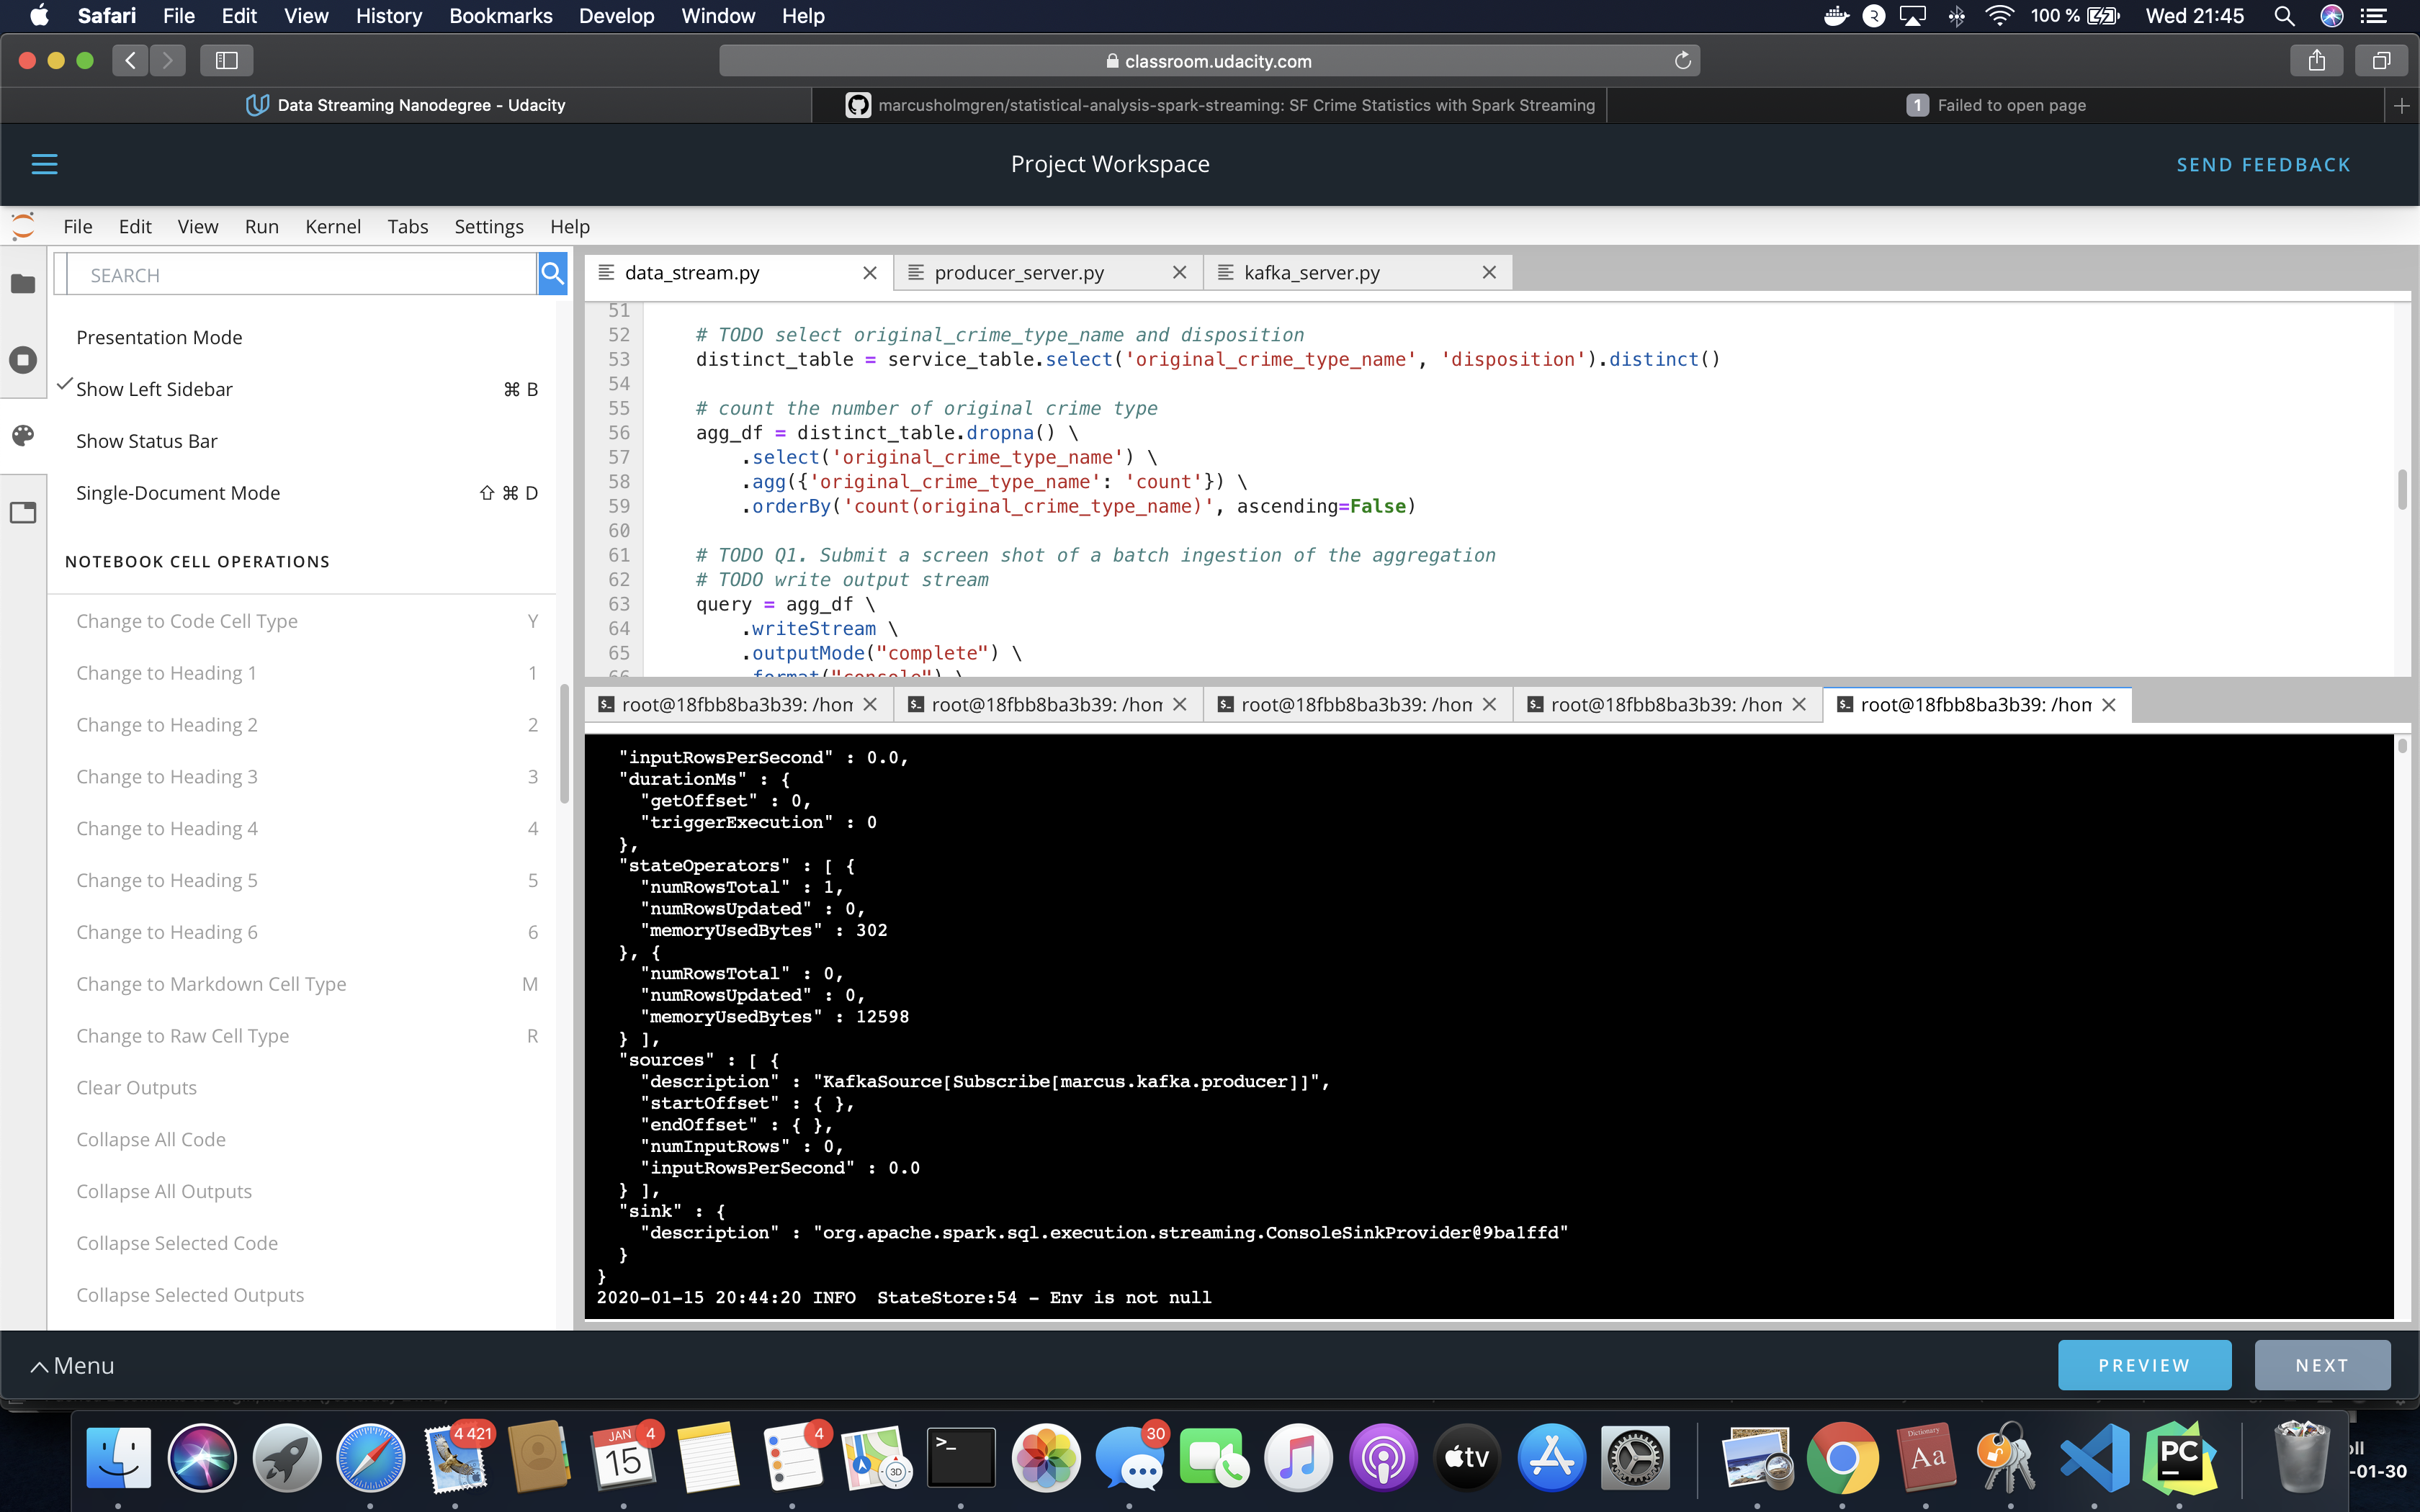 Safari File Edit View History Bookmarks Develop Window Help 100 % Wed 21:45
classroom.udacity.com
Data Streaming Nanodegree - Udacity
marcusholmgren/statistical-analysis-spark-streaming: SF Crime Statistics with Spark Streaming
1 Failed to open page
Project Workspace
SEND FEEDBACK
File Edit View Run Kernel Tabs Settings Help
SEARCH
Presentation Mode
Show Left Sidebar ⌘ B
Show Status Bar
Single-Document Mode ⇧ ⌘ D
NOTEBOOK CELL OPERATIONS
Change to Code Cell Type Y
Change to Heading 1 1
Change to Heading 2 2
Change to Heading 3 3
Change to Heading 4 4
Change to Heading 5 5
Change to Heading 6 6
Change to Markdown Cell Type M
Change to Raw Cell Type R
Clear Outputs
Collapse All Code
Collapse All Outputs
Collapse Selected Code
Collapse Selected Outputs
data_stream.py
producer_server.py
kafka_server.py
51
52 # TODO select original_crime_type_name and disposition
53 distinct_table = service_table.select('original_crime_type_name', 'disposition').distinct()
54
55 # count the number of original crime type
56 agg_df = distinct_table.dropna() \
57 .select('original_crime_type_name') \
58 .agg({'original_crime_type_name': 'count'}) \
59 .orderBy('count(original_crime_type_name)', ascending=False)
60
61 # TODO Q1. Submit a screen shot of a batch ingestion of the aggregation
62 # TODO write output stream
63 query = agg_df \
64 .writeStream \
65 .outputMode("complete") \
66 .format("console") \
root@18fbb8ba3b39: /hom
root@18fbb8ba3b39: /hom
root@18fbb8ba3b39: /hom
root@18fbb8ba3b39: /hom
root@18fbb8ba3b39: /hom
"inputRowsPerSecond" : 0.0,
"durationMs" : {
"getOffset" : 0,
"triggerExecution" : 0
},
"stateOperators" : [ {
"numRowsTotal" : 1,
"numRowsUpdated" : 0,
"memoryUsedBytes" : 302
}, {
"numRowsTotal" : 0,
"numRowsUpdated" : 0,
"memoryUsedBytes" : 12598
} ],
"sources" : [ {
"description" : "KafkaSource[Subscribe[marcus.kafka.producer]]",
"startOffset" : { },
"endOffset" : { },
"numInputRows" : 0,
"inputRowsPerSecond" : 0.0
} ],
"sink" : {
"description" : "org.apache.spark.sql.execution.streaming.ConsoleSinkProvider@9ba1ffd"
}
}
2020-01-15 20:44:20 INFO StateStore:54 - Env is not null
Menu
PREVIEW
NEXT
4 421
JAN
15
4
4
3D
>_
30
tv
Dictionary
Aa
PC
-01-30